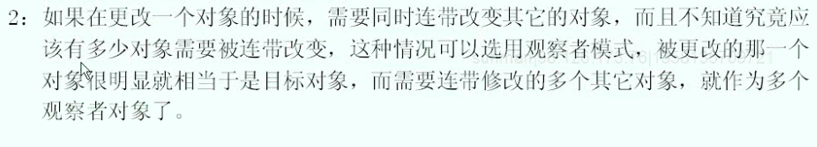 2：如果在更改一个对象的时候，需要同时连带改变其它的对象，而且不知道究竟应
该有多少对象需要被连带改变，这种情况可以选用观察者模式，被更改的那一个
对象很明显就相当于是目标对象，而需要连带修改的多个其它对象，就作为多个
观察者对象了。